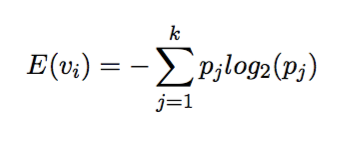 E(v_i) = -\sum_{j=1}^{k} p_j log_2(p_j)